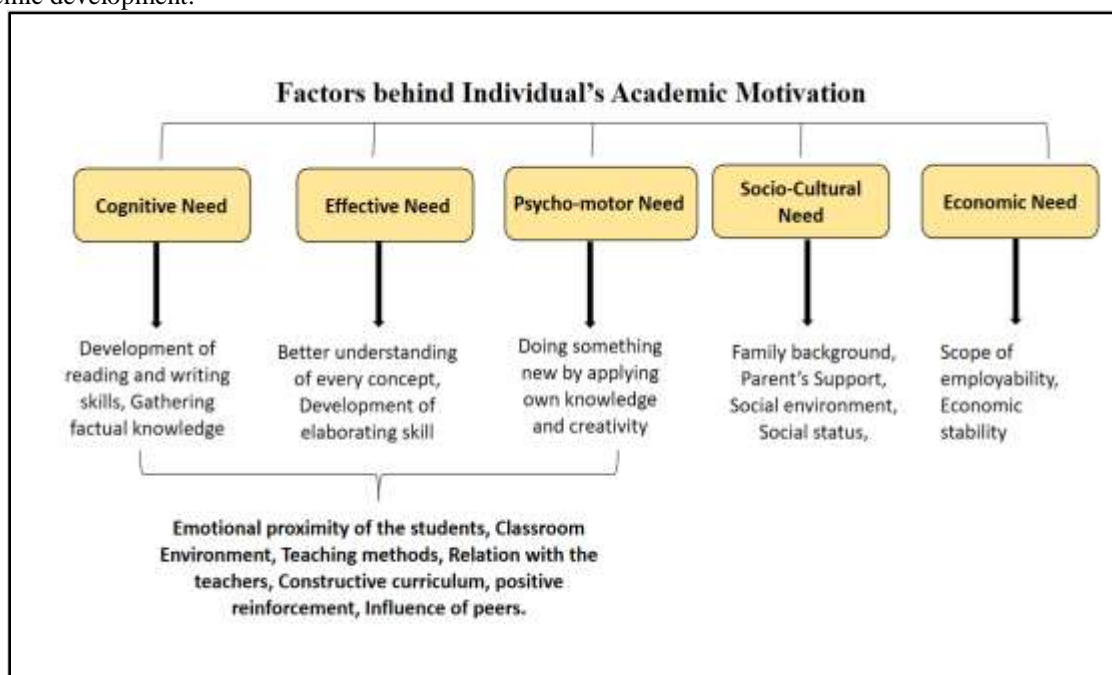 emic development.
Factors behind Individual's Academic Motivation
Cognitive Need
Effective Need
Psycho-motor Need
Socio-Cultural
Need
Economic Need
Development of
reading and writing
skills, Gathering
factual knowledge
Better understanding
of every concept,
Development of
elaborating skill
Doing something
new by applying
own knowledge
and creativity
Family background,
Parent's Support,
Social environment,
Social status,
Scope of
employability,
Economic
stability
Emotional proximity of the students, Classroom
Environment, Teaching methods, Relation with the
teachers, Constructive curriculum, positive
reinforcement, Influence of peers.